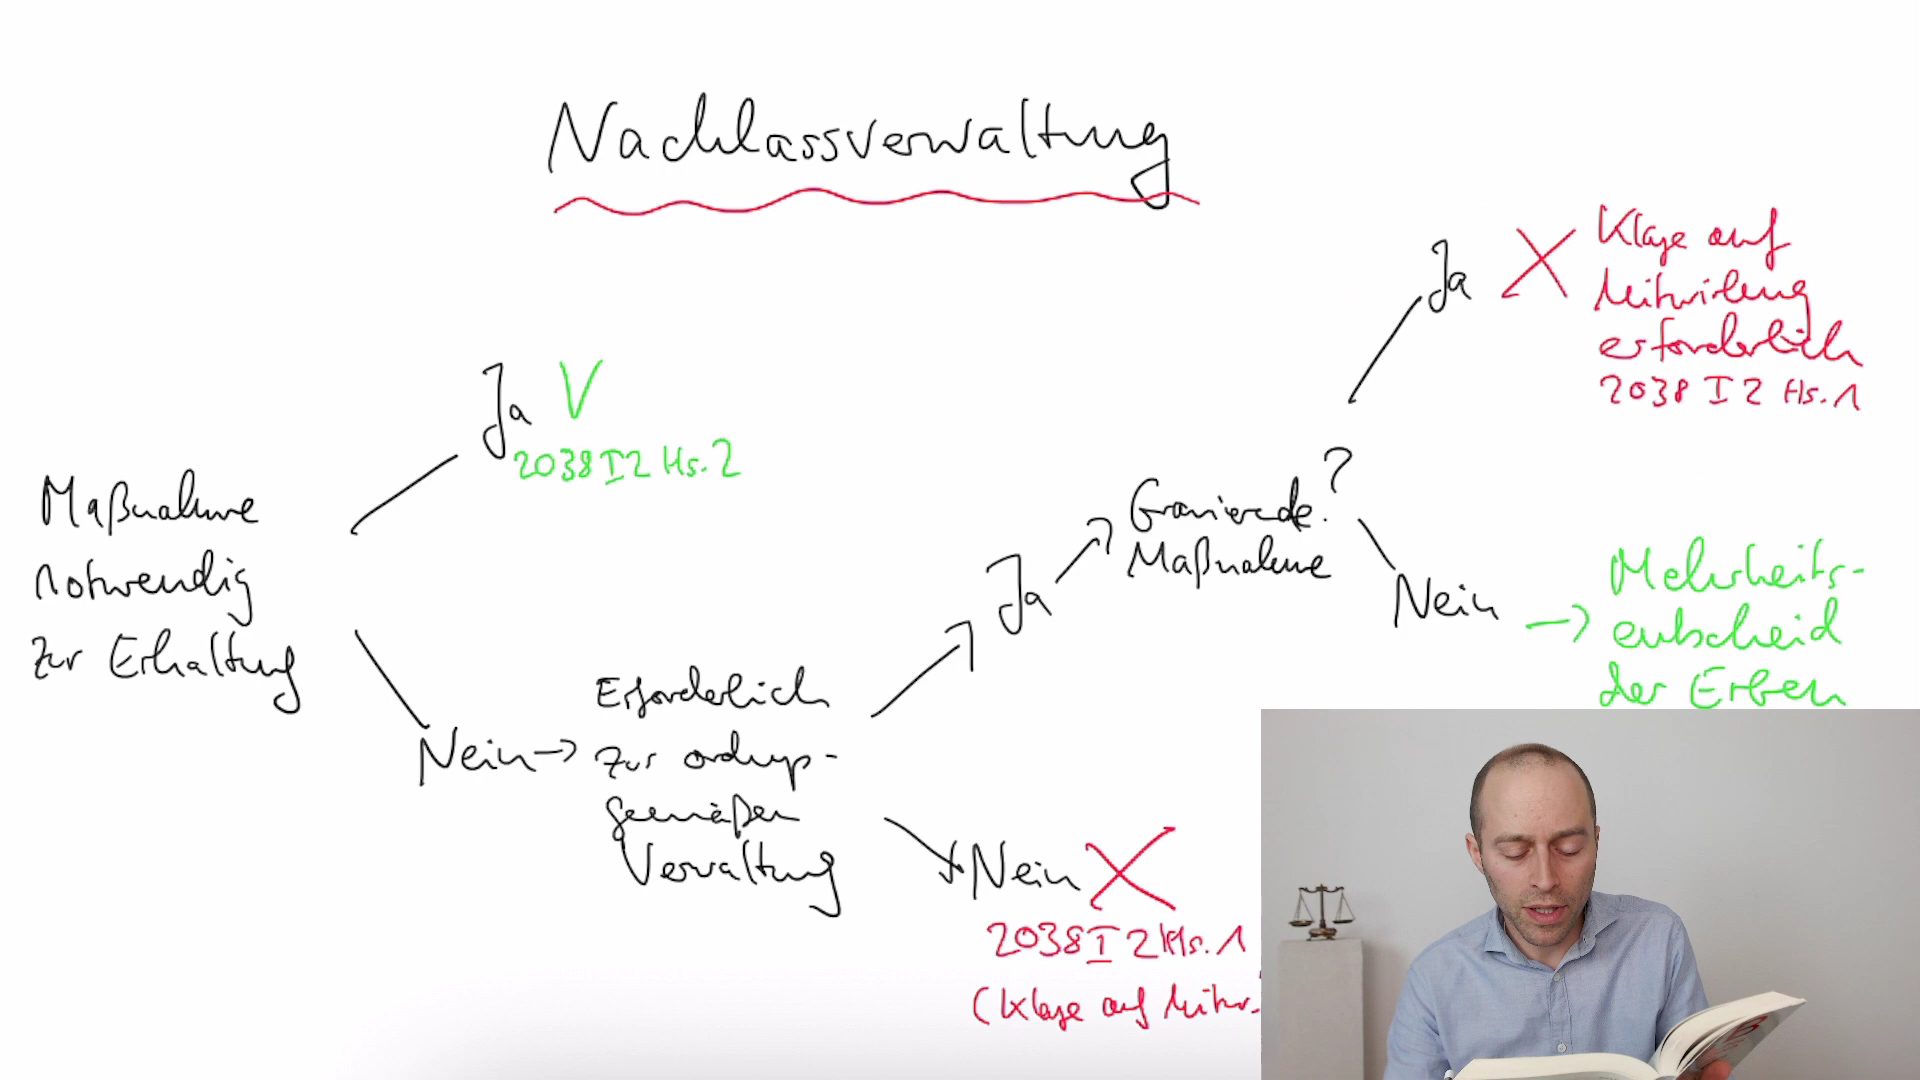 Nachlassverwaltung
Maßnahme
notwendig
zur Erhaltung
Ja V
2038 I 2 Hs. 2
Nein →
Erforderlich
zur ordngs-
gemäßen
Verwaltung
Ja
Nein X
2038 I 2 Hs. 1
(Klage auf Mitw.
Gravierende
Maßnahme ?
Ja X
Klage auf
Mitwirkung
erforderlich
2038 I 2 Hs. 1
Nein →
Mehrheits-
entscheid
der Erben